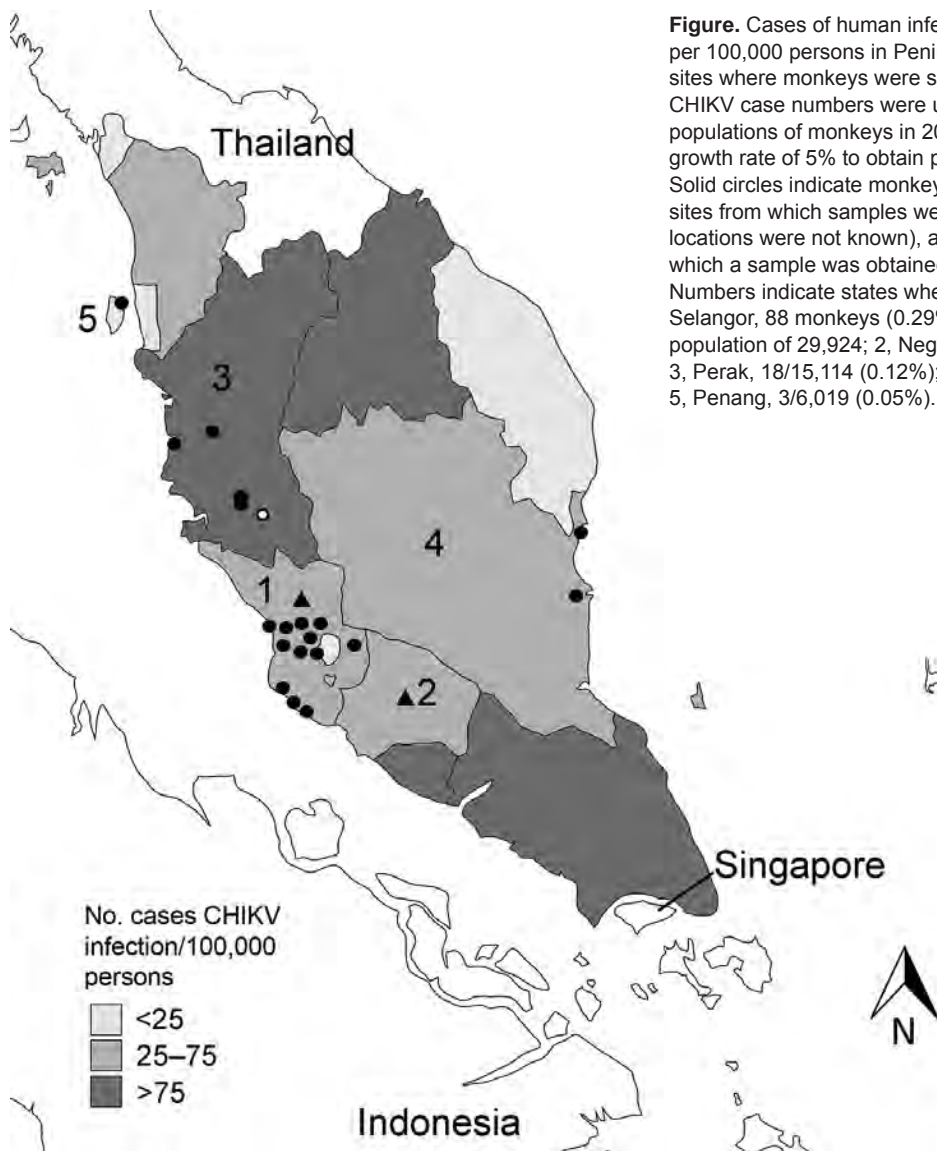 Figure. Cases of human infe
per 100,000 persons in Peni
sites where monkeys were s
CHIKV case numbers were u
populations of monkeys in 20
growth rate of 5% to obtain p
Solid circles indicate monkey
sites from which samples we
locations were not known), a
which a sample was obtained
Numbers indicate states whe
Selangor, 88 monkeys (0.29%
population of 29,924; 2, Neg
3, Perak, 18/15,114 (0.12%);
5, Penang, 3/6,019 (0.05%).
Thailand
5
3
4
1
2
Singapore
No. cases CHIKV
infection/100,000
persons
<25
25–75
>75
N
Indonesia